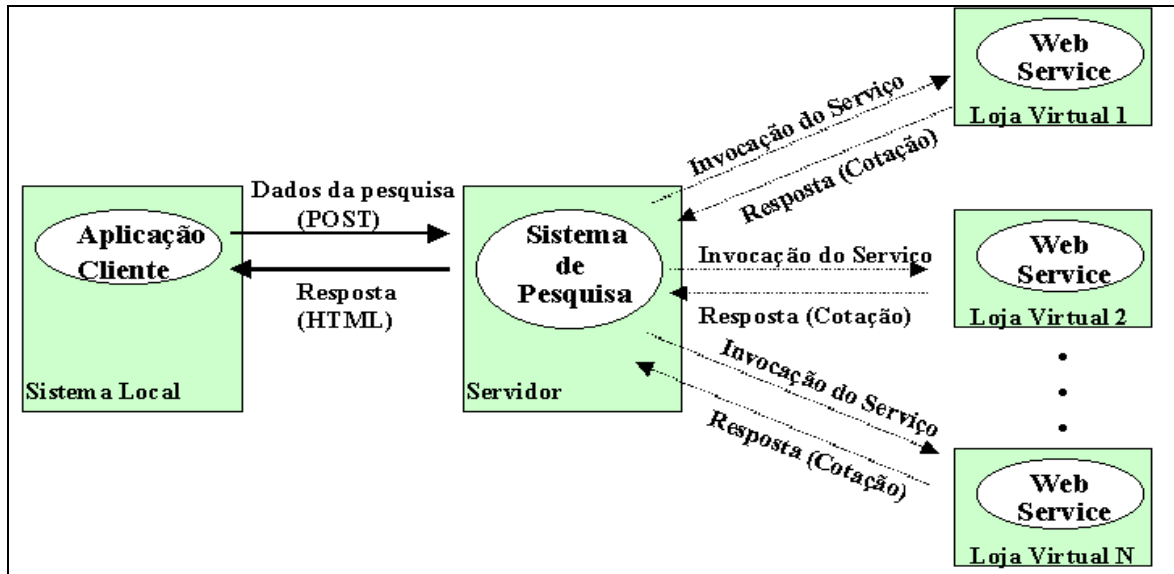 Aplicação
Cliente
Sistema Local
Dados da pesquisa
(POST)
Resposta
(HTML)
Sistema
de
Pesquisa
Servidor
Invocação do Serviço
Resposta (Cotação)
Web
Service
Loja Virtual 1
Invocação do Serviço
Resposta (Cotação)
Web
Service
Loja Virtual 2
Invocação do Serviço
Resposta (Cotação)
Web
Service
Loja Virtual N